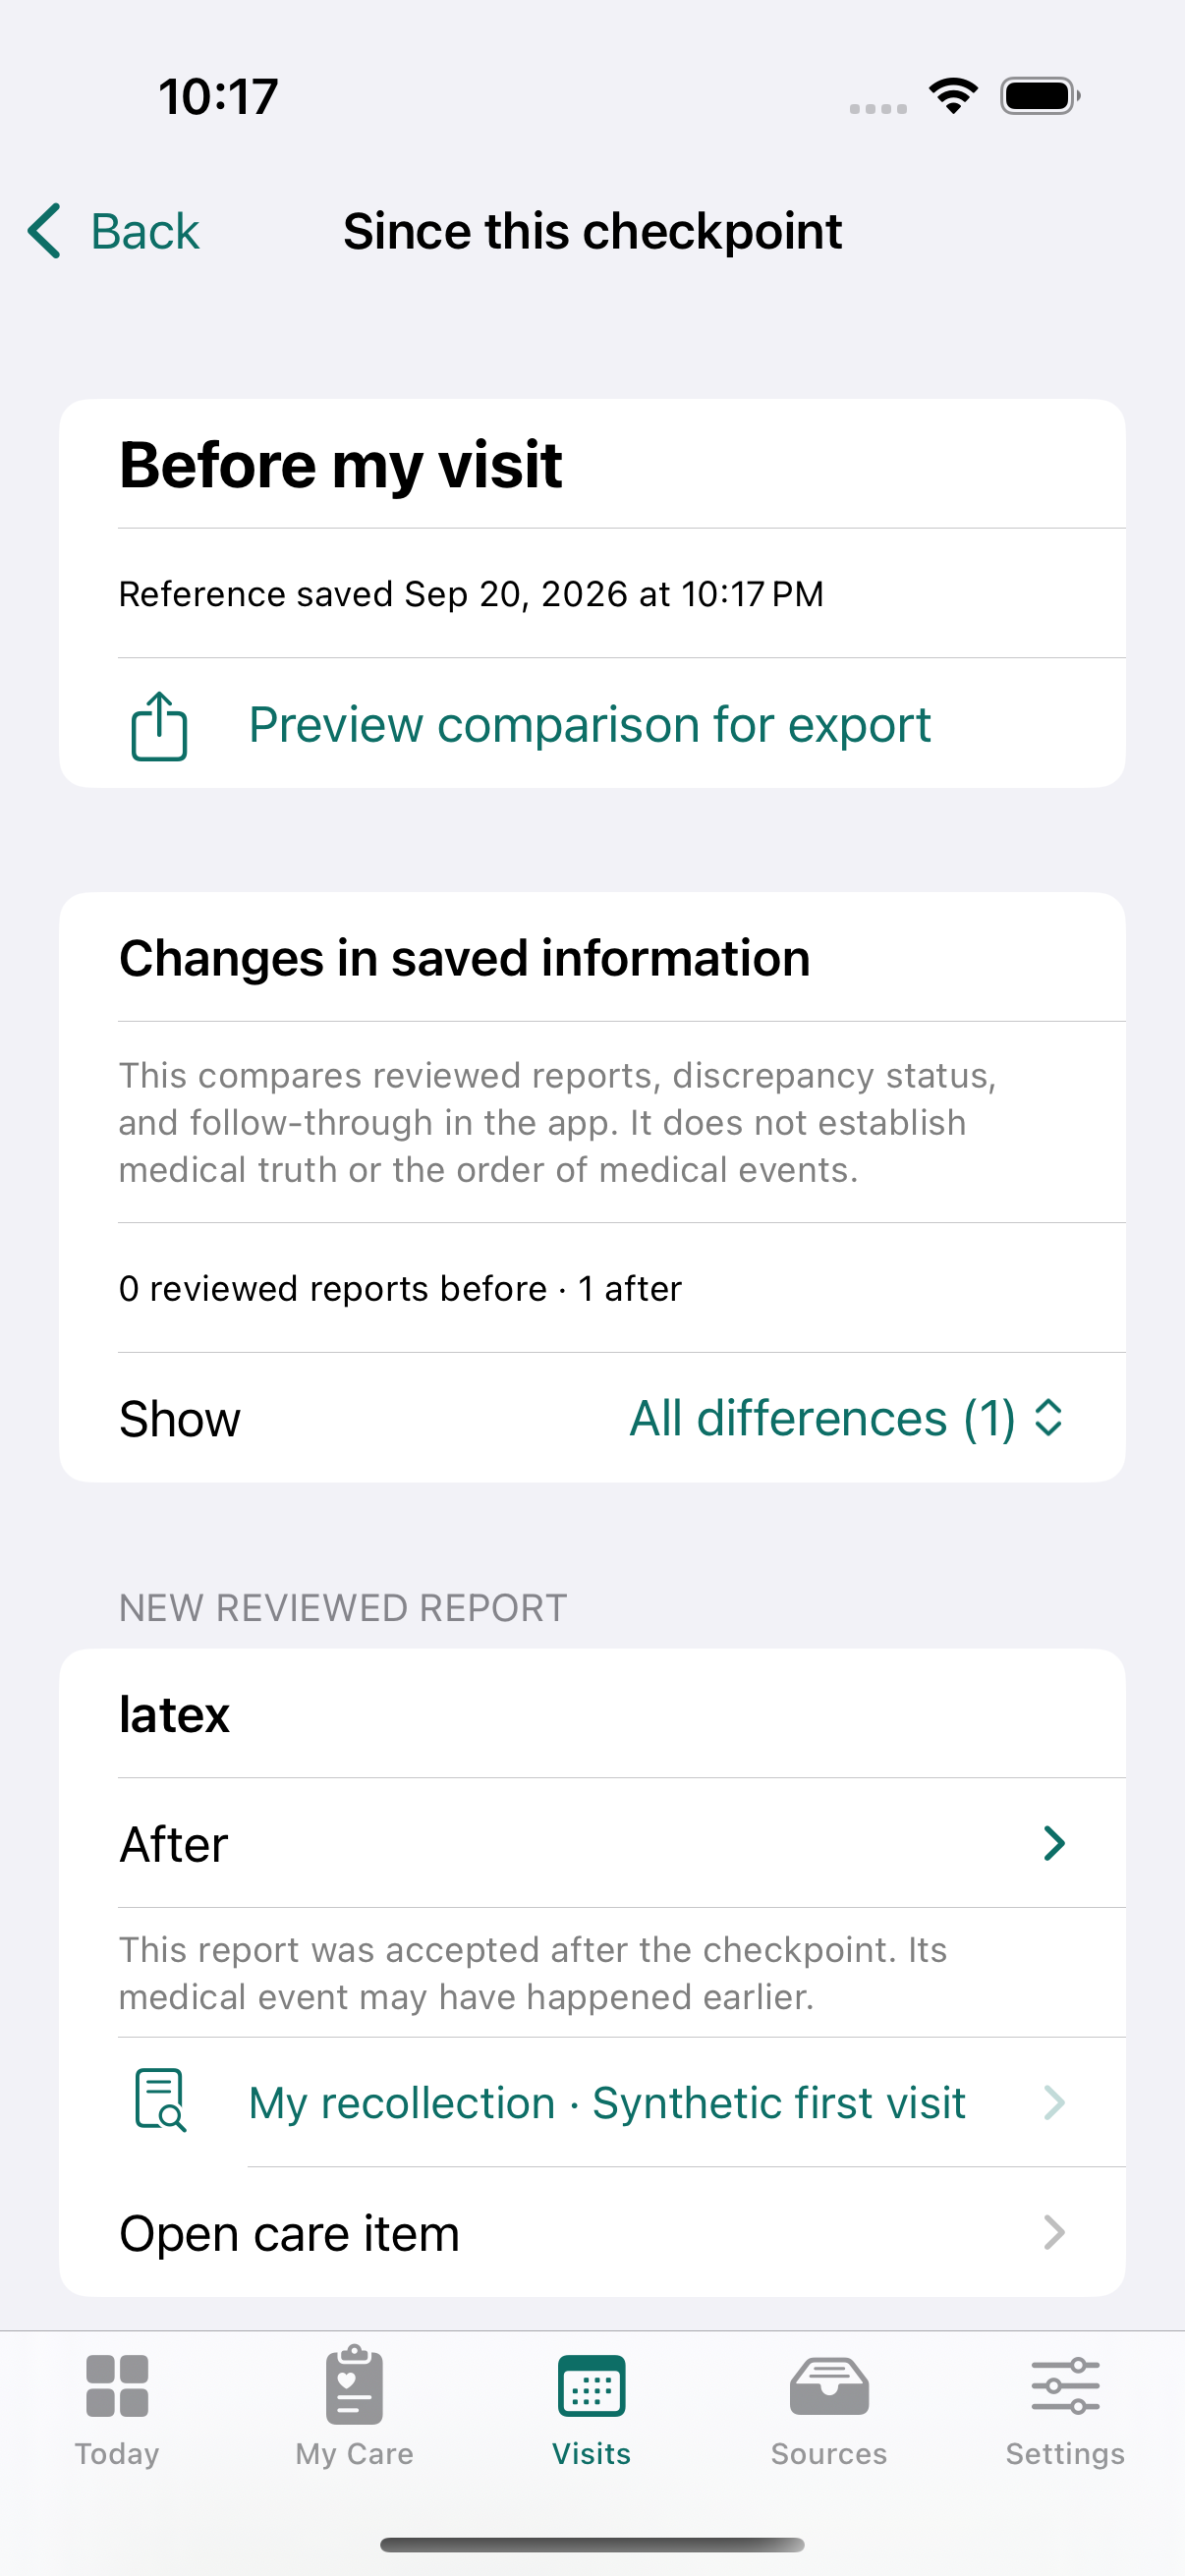 10:17
Back
Since this checkpoint
Before my visit
Reference saved Sep 20, 2026 at 10:17 PM
Preview comparison for export
Changes in saved information
This compares reviewed reports, discrepancy status,
and follow-through in the app. It does not establish
medical truth or the order of medical events.
0 reviewed reports before · 1 after
Show
All differences (1)
NEW REVIEWED REPORT
latex
After
This report was accepted after the checkpoint. Its
medical event may have happened earlier.
My recollection · Synthetic first visit
Open care item
Today
My Care
Visits
Sources
Settings